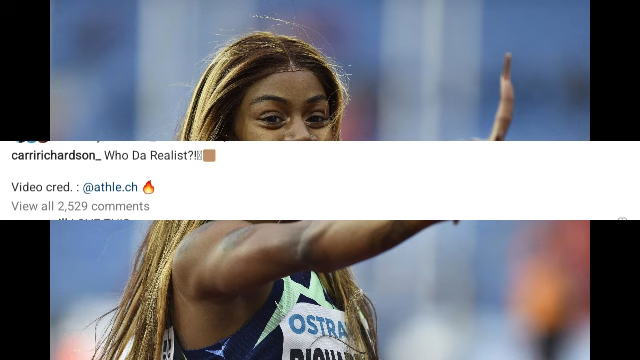 carririchardson_ Who Da Realist?!🏽
Video cred. : @athle.ch 🔥
View all 2,529 comments
OSTRA